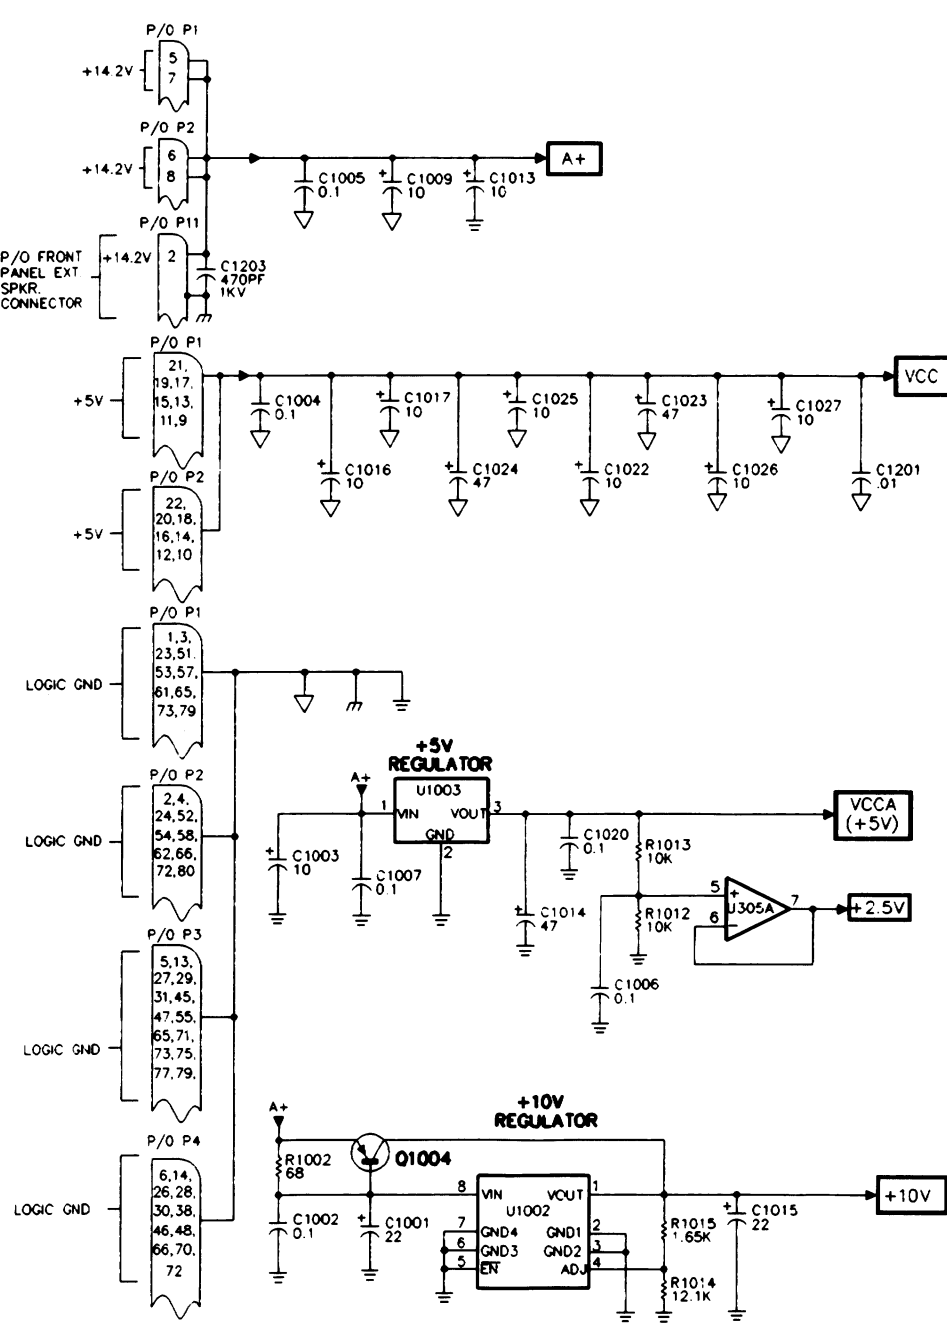 P/O P1
+14.2V
5
7
P/O P2
+14.2V
6
8
C1005
0.1
+ C1009
10
+ C1013
10
A+
P/O P11
P/O FRONT
PANEL EXT.
SPKR.
CONNECTOR
+14.2V
2
C1203
470PF
1KV
P/O P1
+5V
21,
19,17,
15,13,
11,9
C1004
0.1
+ C1016
10
+ C1017
10
+ C1024
47
+ C1025
10
+ C1022
10
+ C1023
47
+ C1026
10
+ C1027
10
C1201
.01
VCC
P/O P2
+5V
22,
20,18,
16,14,
12,10
P/O P1
LOGIC GND
1,3,
23,51.
53,57,
61,65,
73,79
P/O P2
LOGIC GND
2,4,
24,52,
54,58,
62,66,
72,80
+5V
REGULATOR
A+
U1003
1
VIN
VOUT
3
GND
2
+ C1003
10
C1007
0.1
+ C1014
47
C1020
0.1
R1013
10K
R1012
10K
C1006
0.1
5
+
U305A
6
−
7
VCCA
(+5V)
+2.5V
P/O P3
LOGIC GND
5,13,
27,29,
31,45,
47,55,
65,71,
73,75,
77,79,
P/O P4
LOGIC GND
6,14,
26,28,
30,38,
46,48,
66,70,
72
+10V
REGULATOR
A+
R1002
68
Q1004
C1002
0.1
+ C1001
22
8
VIN
VOUT
1
U1002
7
GND4
GND1
2
6
GND3
GND2
3
5
EN
ADJ
4
R1015
1.65K
R1014
12.1K
+ C1015
22
+10V